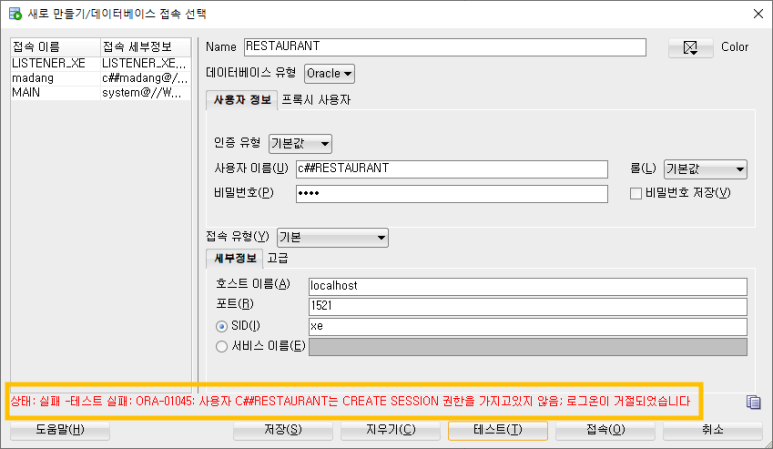 새로 만들기/데이터베이스 접속 선택
접속 이름 접속 세부정보
LISTENER_XE LISTENER_XE...
madang c##madang@/...
MAIN system@//₩...
Name RESTAURANT Color
데이터베이스 유형 Oracle
사용자 정보 프록시 사용자
인증 유형 기본값
사용자 이름(U) c##RESTAURANT 롤(L) 기본값
비밀번호(P) •••• 비밀번호 저장(V)
접속 유형(Y) 기본
세부정보 고급
호스트 이름(A) localhost
포트(R) 1521
SID(I) xe
서비스 이름(E)
상태: 실패 -테스트 실패: ORA-01045: 사용자 C##RESTAURANT는 CREATE SESSION 권한을 가지고있지 않음; 로그온이 거절되었습니다
도움말(H) 저장(S) 지우기(C) 테스트(T) 접속(O) 취소